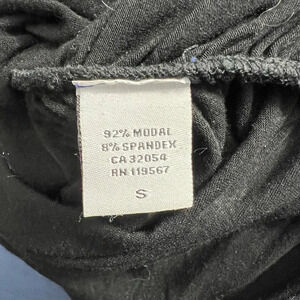 92% MODAL
8% SPANDEX
CA 32054
RN 119567
S